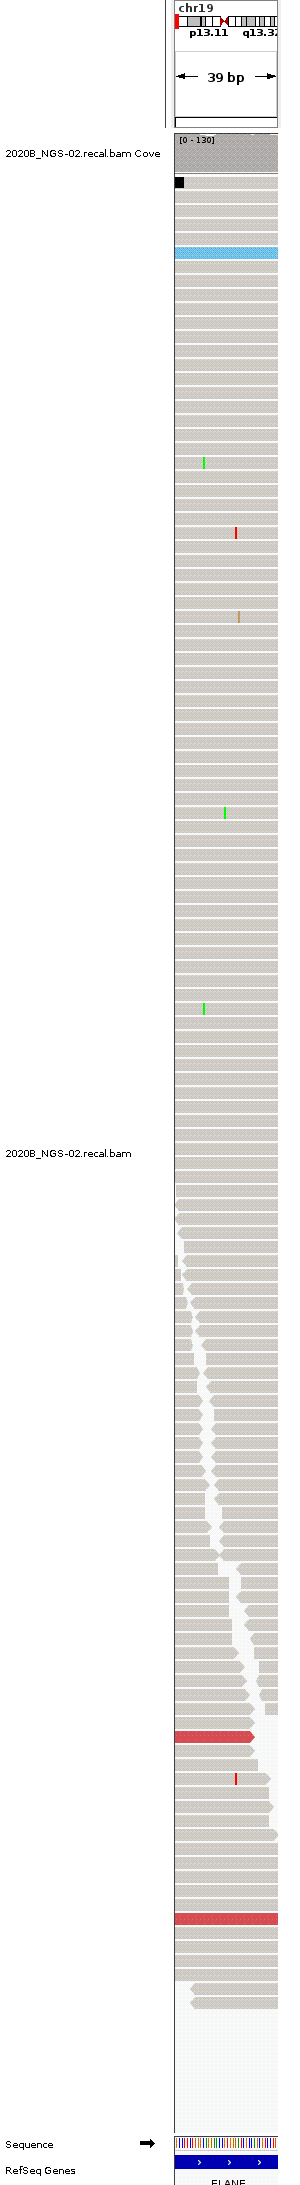 chr19
p13.11 q13.32
39 bp
[0 - 130]
2020B_NGS-02.recal.bam Cove
2020B_NGS-02.recal.bam
Sequence
RefSeq Genes
ELANE